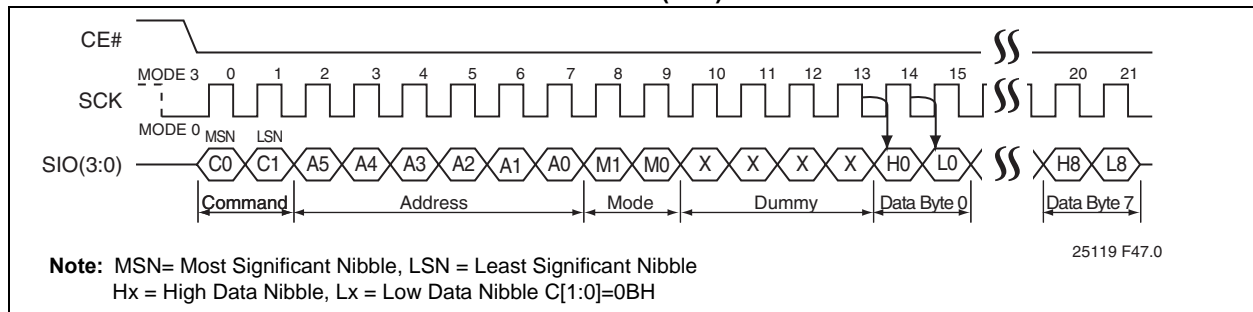 CE#
MODE 3 0 1 2 3 4 5 6 7 8 9 10 11 12 13 14 15 20 21
SCK
MODE 0
MSN LSN
SIO(3:0) C0 C1 A5 A4 A3 A2 A1 A0 M1 M0 X X X X H0 L0 H8 L8
Command Address Mode Dummy Data Byte 0 Data Byte 7
25119 F47.0
Note: MSN= Most Significant Nibble, LSN = Least Significant Nibble
Hx = High Data Nibble, Lx = Low Data Nibble C[1:0]=0BH